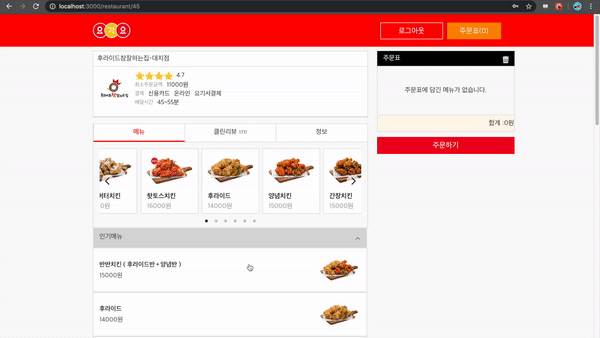 localhost:3000/restaurant/45
요기요
로그아웃
주문표(0)
후라이드참잘하는집-대치점
4.7
최소주문금액 11000원
결제 신용카드 온라인 요기서결제
배달시간 45~55분
주문표
주문표에 담긴 메뉴가 없습니다.
합계 :0원
주문하기
메뉴
클린리뷰
정보
버터치킨
0원
핫토스치킨
16000원
후라이드
14000원
양념치킨
15000원
간장치킨
15000원
인기메뉴
반반치킨 ( 후라이드반 + 양념반 )
15000원
후라이드
14000원